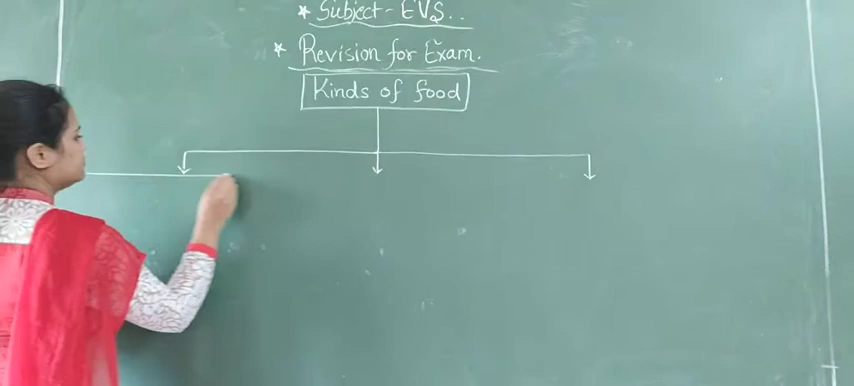 * Subject - EVS..
* Revision for Exam.
Kinds of food